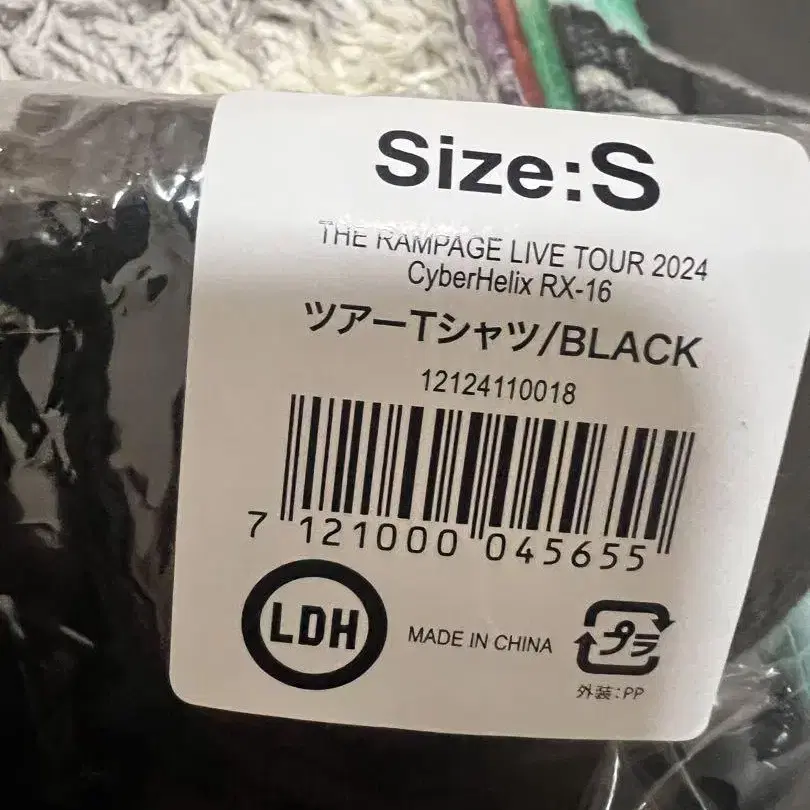 Size:S
THE RAMPAGE LIVE TOUR 2024
CyberHelix RX-16
ツアーTシャツ/BLACK
12124110018
7 121000 045655
LDH
MADE IN CHINA
プラ
外装:PP